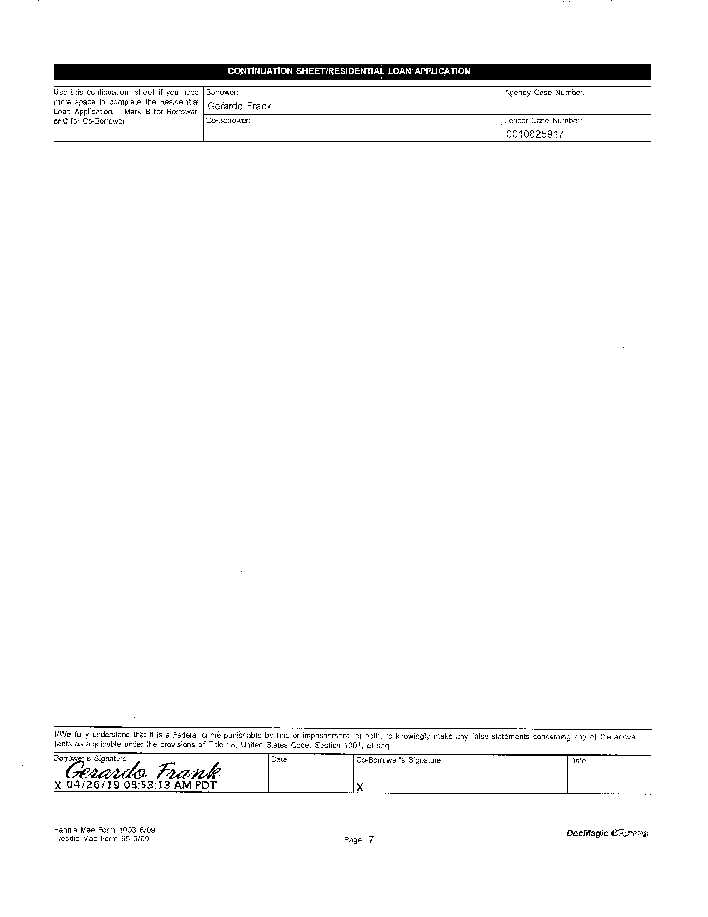 CONTINUATION SHEET/RESIDENTIAL LOAN APPLICATION
Use this continuation sheet if you need
more space to complete the Residential
Loan Application. Mark B for Borrower
or C for Co-Borrower.
Borrower:
Gerardo Frank
Agency Case Number:
Co-Borrower:
Lender Case Number:
I/We fully understand that it is a Federal crime punishable by fine or imprisonment, or both, to knowingly make any false statements concerning any of the above
facts as applicable under the provisions of Title 18, United States Code, Section 1001, et seq.
Borrower's Signature
Gerardo Frank
X 04/26/19 08:53:13 AM PDT
Date
Co-Borrower's Signature
X
Date
Fannie Mae Form 1003 6/09
Freddie Mac Form 65 6/09
Page 7
DocMagic